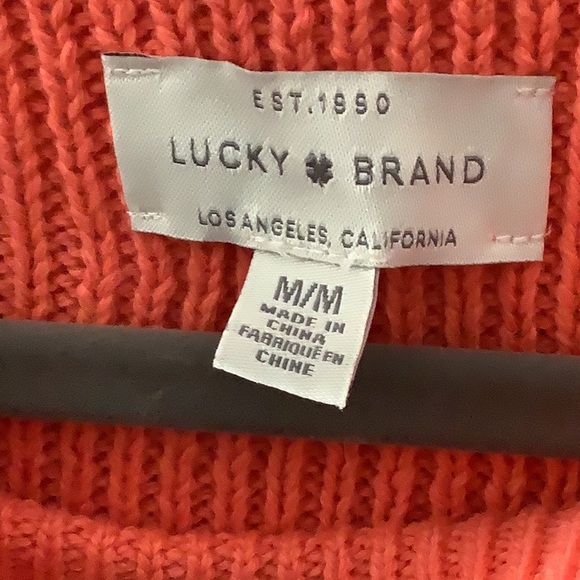 EST.1990
LUCKY BRAND
LOS ANGELES, CALIFORNIA
M/M
MADE IN
CHINA
FABRIQUÉ EN
CHINE